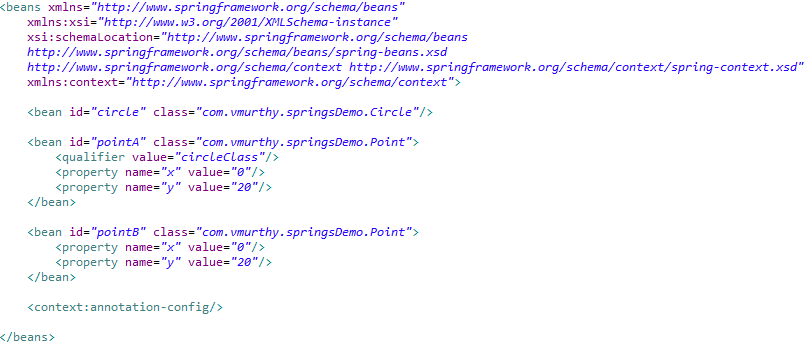 <beans xmlns="http://www.springframework.org/schema/beans"
    xmlns:xsi="http://www.w3.org/2001/XMLSchema-instance"
    xsi:schemaLocation="http://www.springframework.org/schema/beans
    http://www.springframework.org/schema/beans/spring-beans.xsd
    http://www.springframework.org/schema/context http://www.springframework.org/schema/context/spring-context.xsd"
    xmlns:context="http://www.springframework.org/schema/context">
    <bean id="circle" class="com.vmurthy.springsDemo.Circle"/>
    <bean id="pointA" class="com.vmurthy.springsDemo.Point">
        <qualifier value="circleClass"/>
        <property name="x" value="0"/>
        <property name="y" value="20"/>
    </bean>
    <bean id="pointB" class="com.vmurthy.springsDemo.Point">
        <property name="x" value="0"/>
        <property name="y" value="20"/>
    </bean>
    <context:annotation-config/>
</beans>